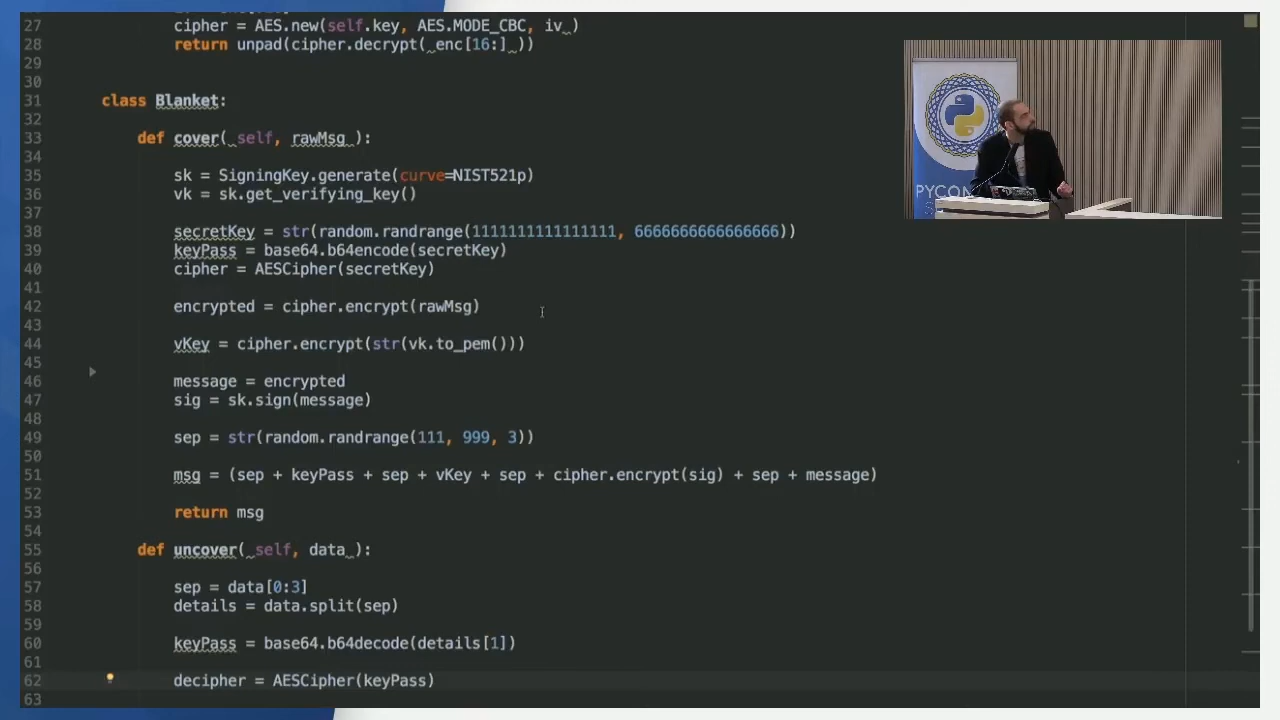 27 cipher = AES.new(self.key, AES.MODE_CBC, iv )
28 return unpad(cipher.decrypt( enc[16:] ))
29
30
31 class Blanket:
32
33 def cover( self, rawMsg ):
34
35 sk = SigningKey.generate(curve=NIST521p)
36 vk = sk.get_verifying_key()
37
38 secretKey = str(random.randrange(1111111111111111, 6666666666666666))
39 keyPass = base64.b64encode(secretKey)
40 cipher = AESCipher(secretKey)
41
42 encrypted = cipher.encrypt(rawMsg)
43
44 vKey = cipher.encrypt(str(vk.to_pem()))
45
46 message = encrypted
47 sig = sk.sign(message)
48
49 sep = str(random.randrange(111, 999, 3))
50
51 msg = (sep + keyPass + sep + vKey + sep + cipher.encrypt(sig) + sep + message)
52
53 return msg
54
55 def uncover( self, data ):
56
57 sep = data[0:3]
58 details = data.split(sep)
59
60 keyPass = base64.b64decode(details[1])
61
62 decipher = AESCipher(keyPass)
63
PYCON